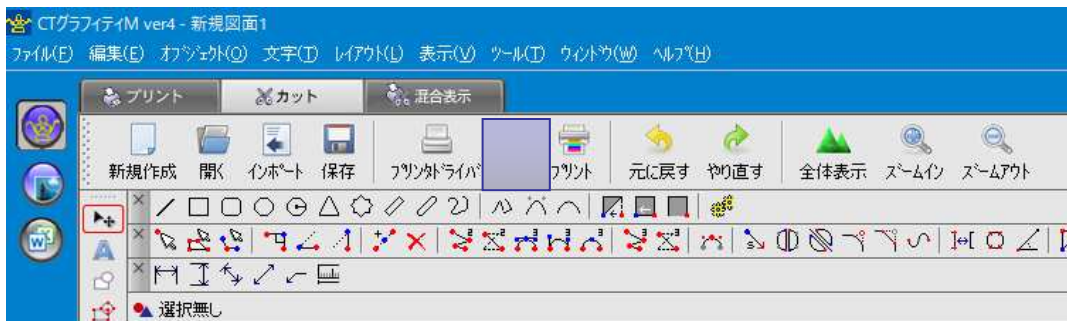 CTグラフィティM ver4 - 新規図面1
ファイル(F) 編集(E) オブジェクト(O) 文字(T) レイアウト(L) 表示(V) ツール(T) ウィンドウ(W) ヘルプ(H)
プリント カット 混合表示
新規作成 開く インポート 保存 プリンタドライバ プリント 元に戻す やり直す 全体表示 ズームイン ズームアウト
選択無し